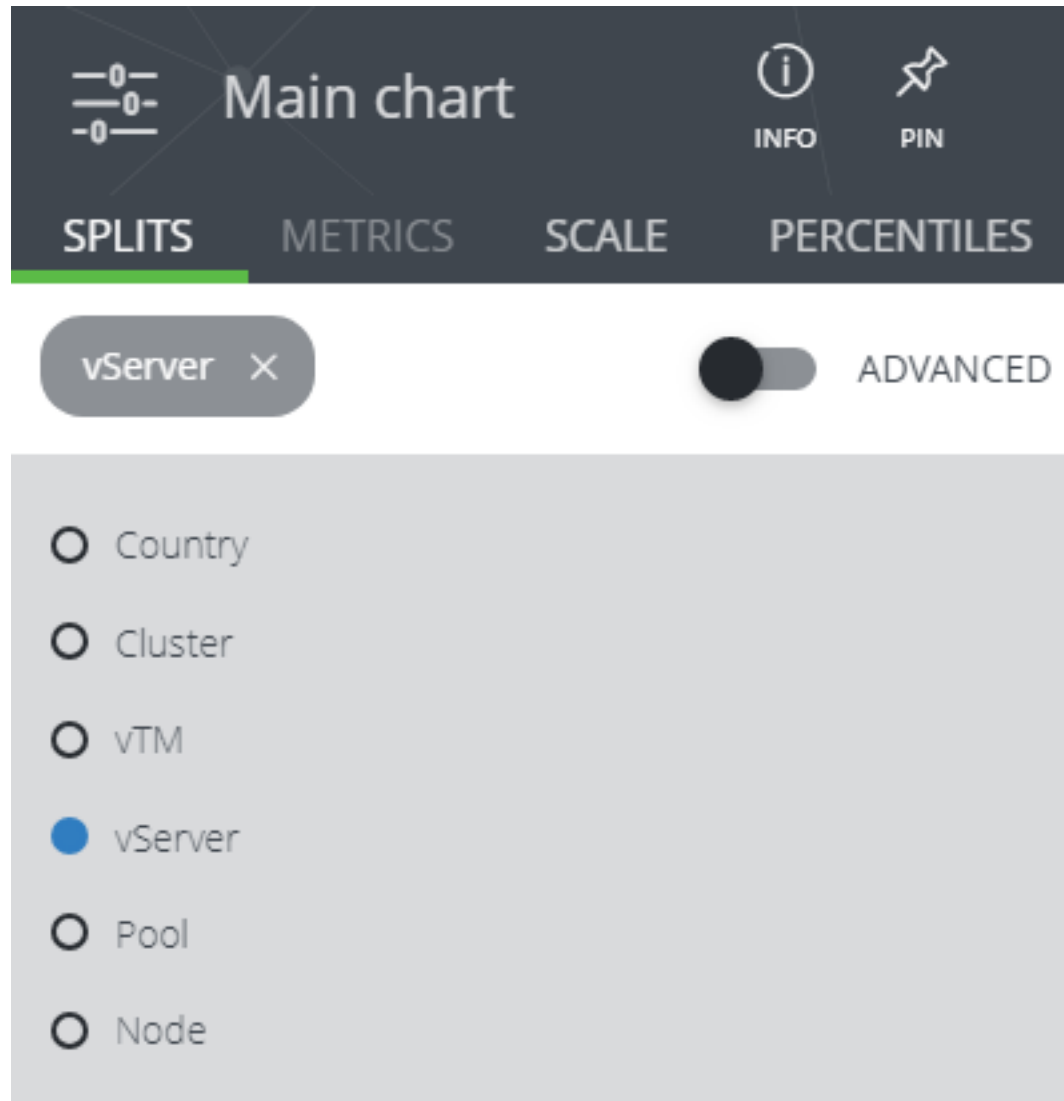 Main chart
INFO PIN
SPLITS METRICS SCALE PERCENTILES
vServer ADVANCED
Country
Cluster
vTM
vServer
Pool
Node